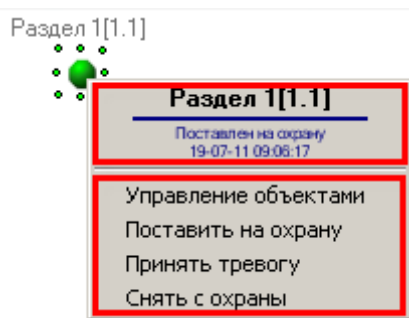 Раздел 1[1.1]
Раздел 1[1.1]
Поставлен на охрану
19-07-11 09:06:17
Управление объектами
Поставить на охрану
Принять тревогу
Снять с охраны